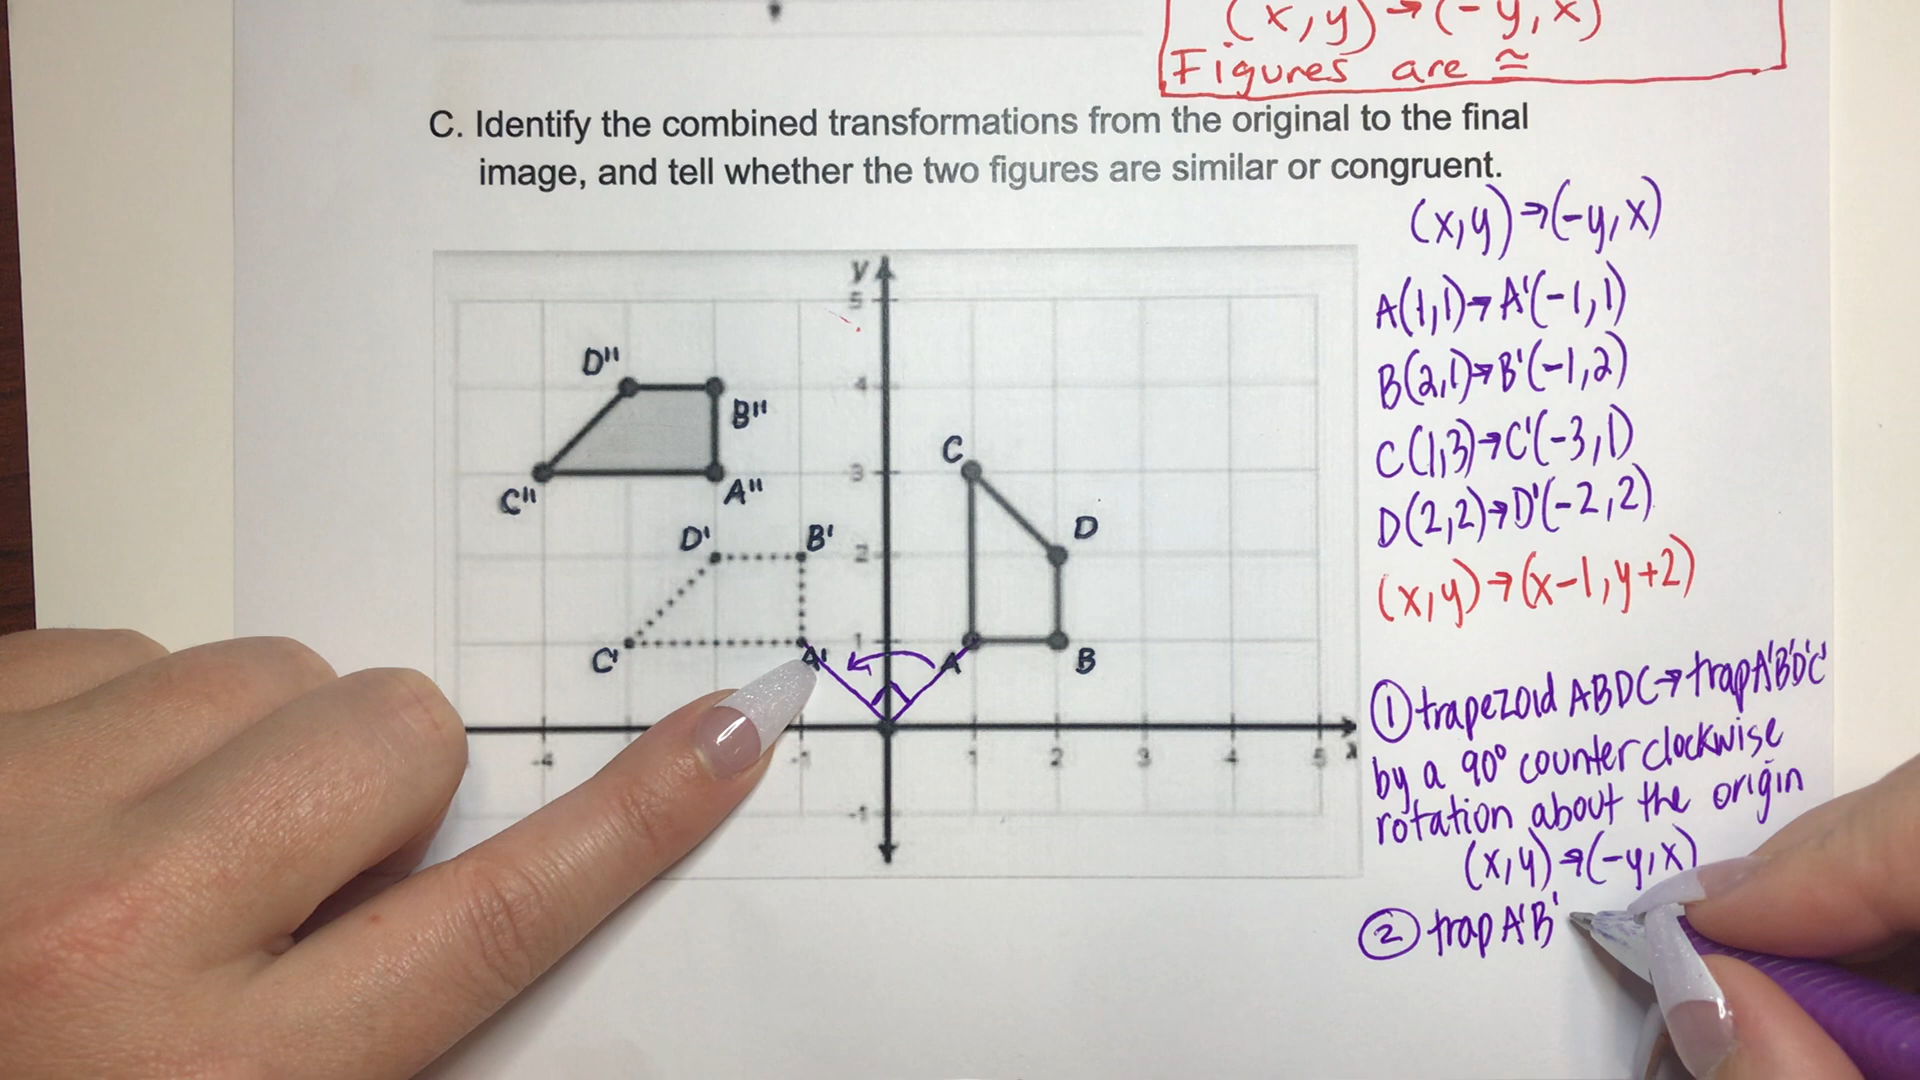 (x,y)→(-y,x)
Figures are ≅
C. Identify the combined transformations from the original to the final
image, and tell whether the two figures are similar or congruent.
(x,y)→(-y,x)
A(1,1)→A'(-1,1)
B(2,1)→B'(-1,2)
C(1,3)→C'(-3,1)
D(2,2)→D'(-2,2)
(x,y)→(x-1,y+2)
① trapezoid ABDC→trapA'B'D'C'
by a 90° counterclockwise
rotation about the origin
(x,y)→(-y,x)
② trap A'B'
y
5
D"
4
B"
C
3
C"
A"
D
D'
B'
2
1
C'
A'
A
B
-4
-1
1
2
3
4
5
x
-1